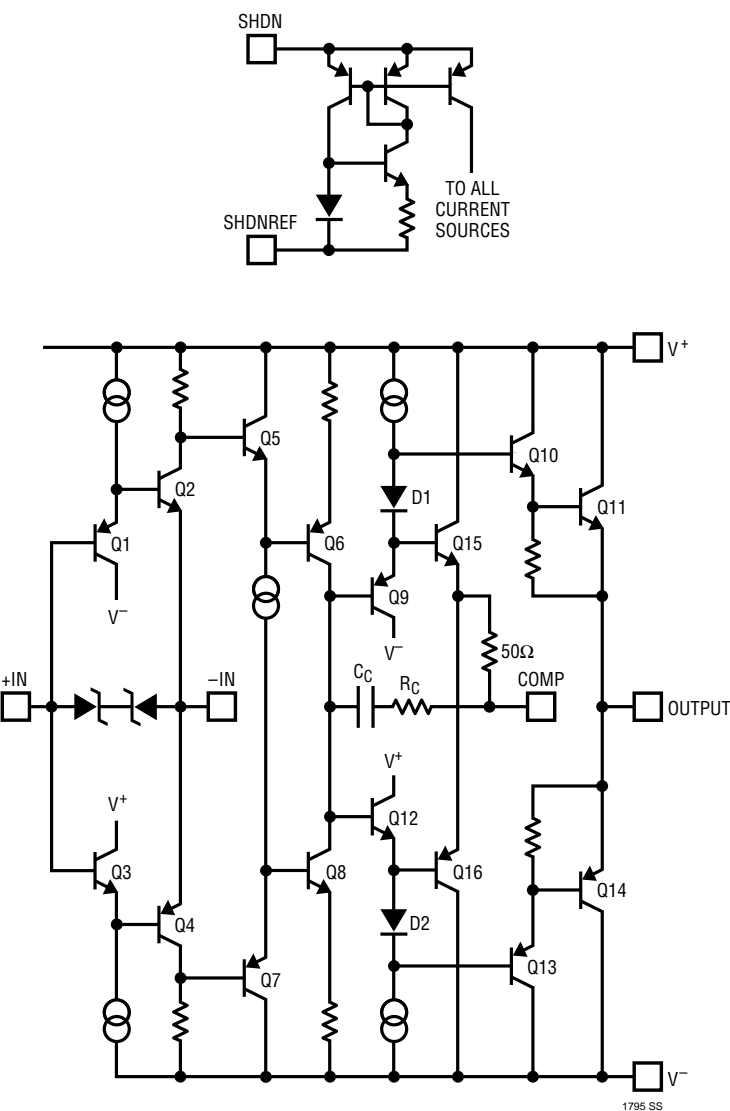 SHDN
TO ALL
CURRENT
SOURCES
SHDNREF
V+
Q10
Q5
Q2
D1
Q11
Q1
Q6
Q15
V−
Q9
V−
50Ω
+IN
−IN
CC
RC
COMP
OUTPUT
V+
V+
Q12
Q3
Q8
Q16
Q14
Q4
D2
Q7
Q13
V−
1795 SS